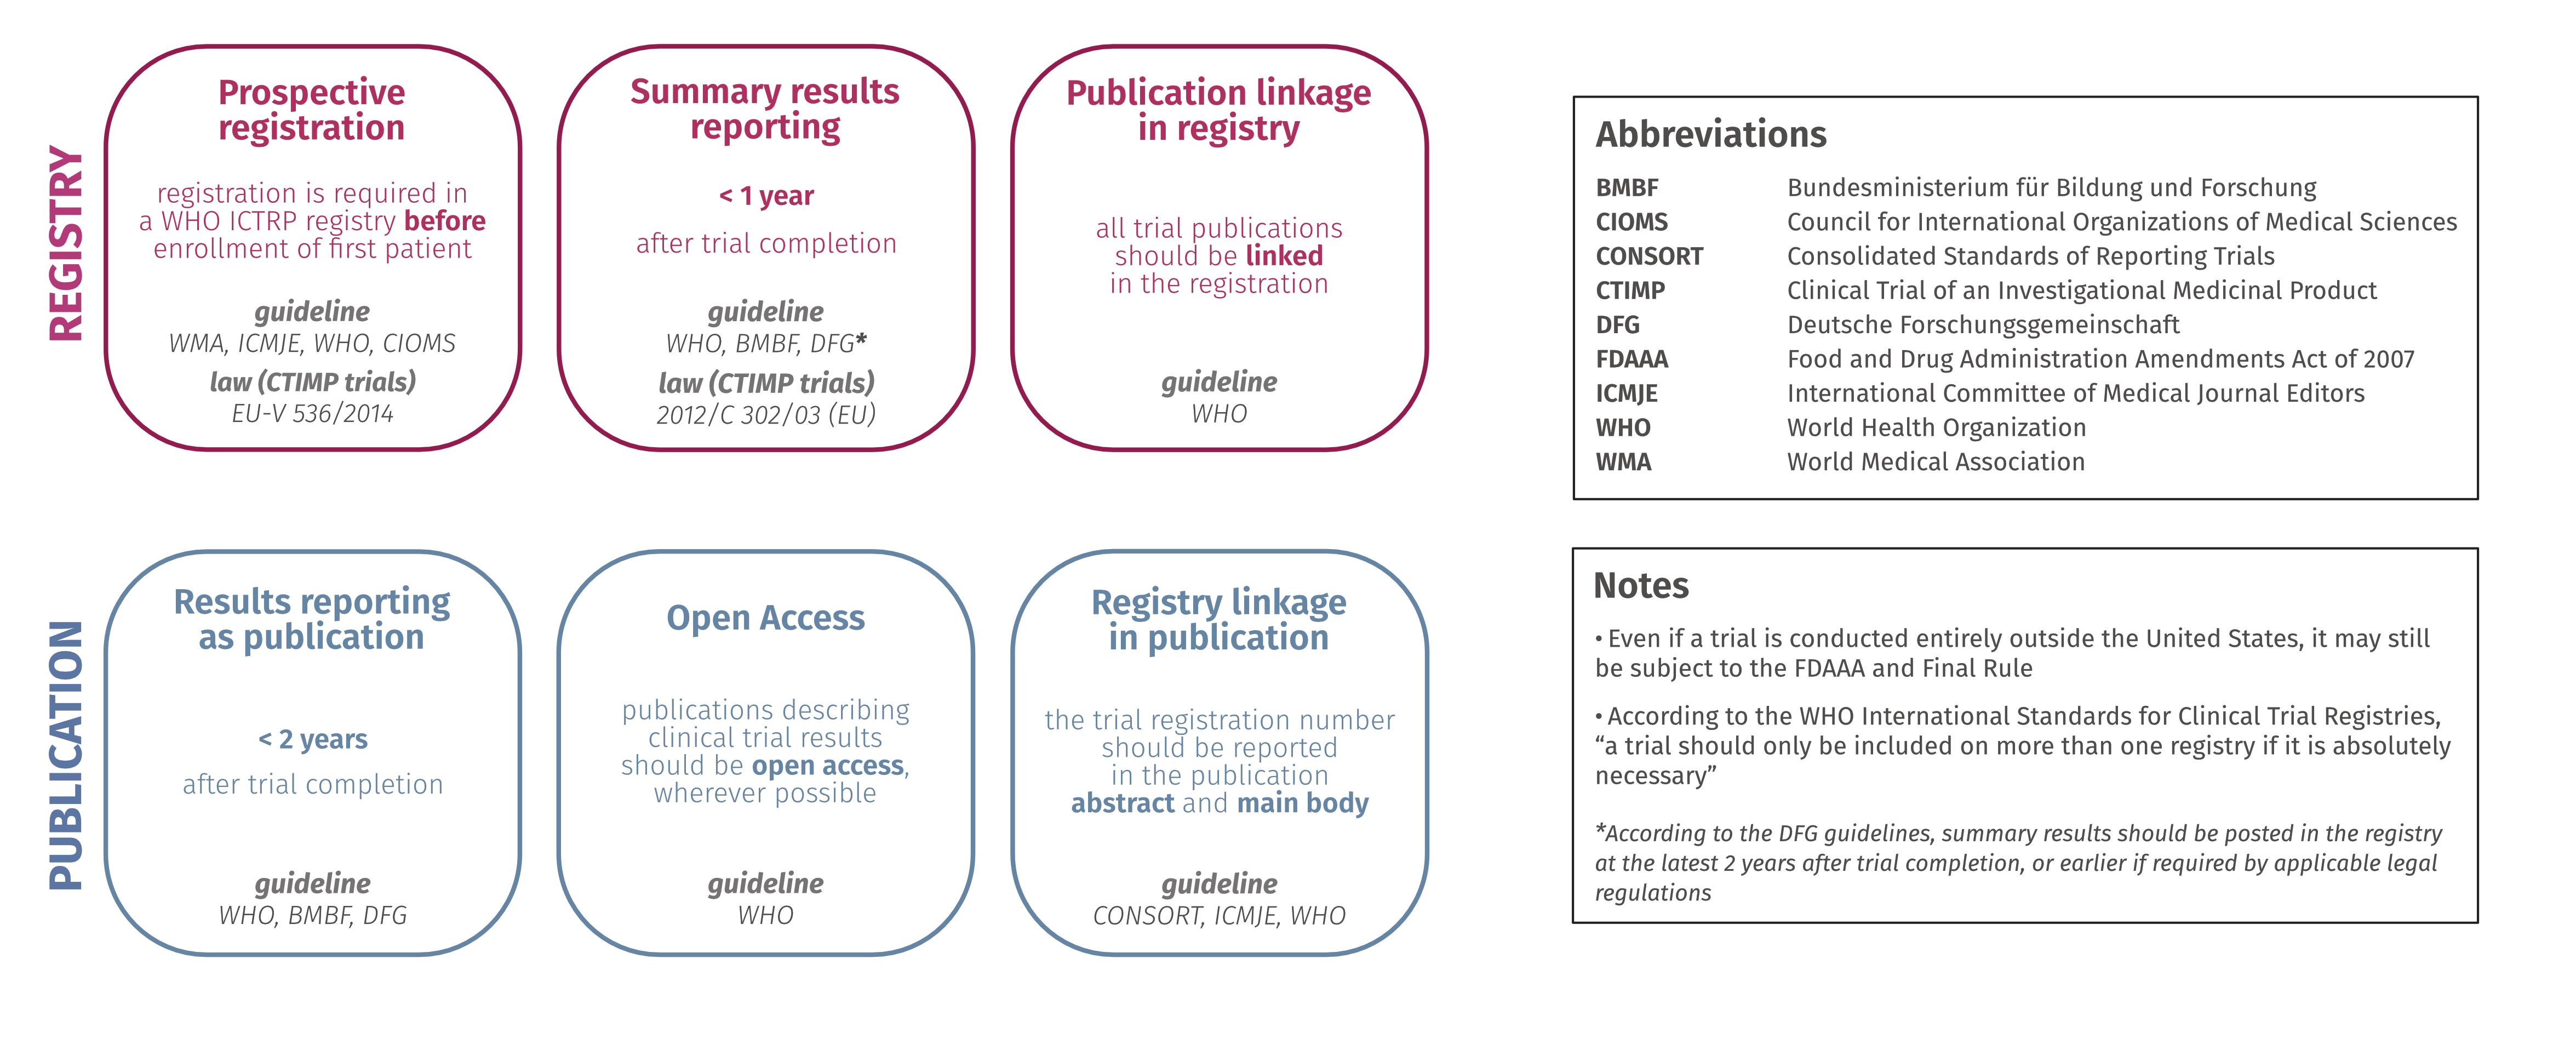 REGISTRY
Prospective
registration
registration is required in
a WHO ICTRP registry before
enrollment of first patient
guideline
WMA, ICMJE, WHO, CIOMS
law (CTIMP trials)
EU-V 536/2014
Summary results
reporting
< 1 year
after trial completion
guideline
WHO, BMBF, DFG*
law (CTIMP trials)
2012/C 302/03 (EU)
Publication linkage
in registry
all trial publications
should be linked
in the registration
guideline
WHO
PUBLICATION
Results reporting
as publication
< 2 years
after trial completion
guideline
WHO, BMBF, DFG
Open Access
publications describing
clinical trial results
should be open access,
wherever possible
guideline
WHO
Registry linkage
in publication
the trial registration number
should be reported
in the publication
abstract and main body
guideline
CONSORT, ICMJE, WHO
Abbreviations
BMBF Bundesministerium für Bildung und Forschung
CIOMS Council for International Organizations of Medical Sciences
CONSORT Consolidated Standards of Reporting Trials
CTIMP Clinical Trial of an Investigational Medicinal Product
DFG Deutsche Forschungsgemeinschaft
FDAAA Food and Drug Administration Amendments Act of 2007
ICMJE International Committee of Medical Journal Editors
WHO World Health Organization
WMA World Medical Association
Notes
• Even if a trial is conducted entirely outside the United States, it may still
be subject to the FDAAA and Final Rule
• According to the WHO International Standards for Clinical Trial Registries,
“a trial should only be included on more than one registry if it is absolutely
necessary”
*According to the DFG guidelines, summary results should be posted in the registry
at the latest 2 years after trial completion, or earlier if required by applicable legal
regulations